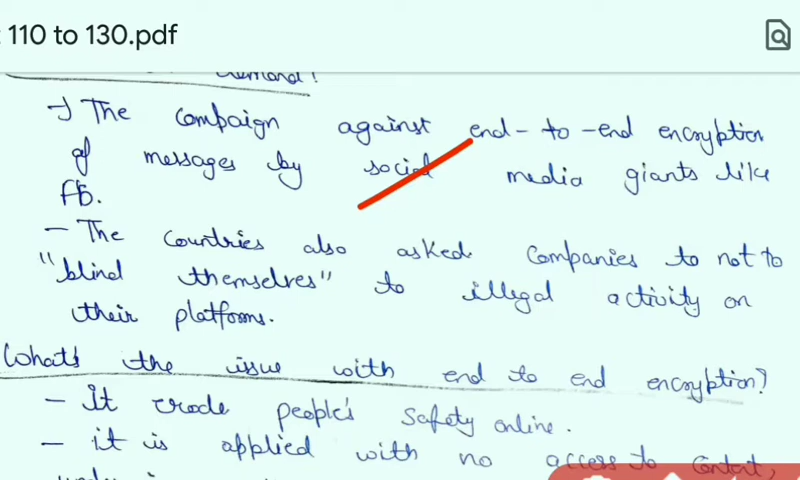 110 to 130.pdf
demand?
→ The campaign against end-to-end encryption
of messages by social media giants like
FB.
- The countries also asked companies to not to
"blind themselves" to illegal activity on
their platforms.
What's the issue with end to end encryption?
- It erode people's safety online.
- it is applied with no access to content,